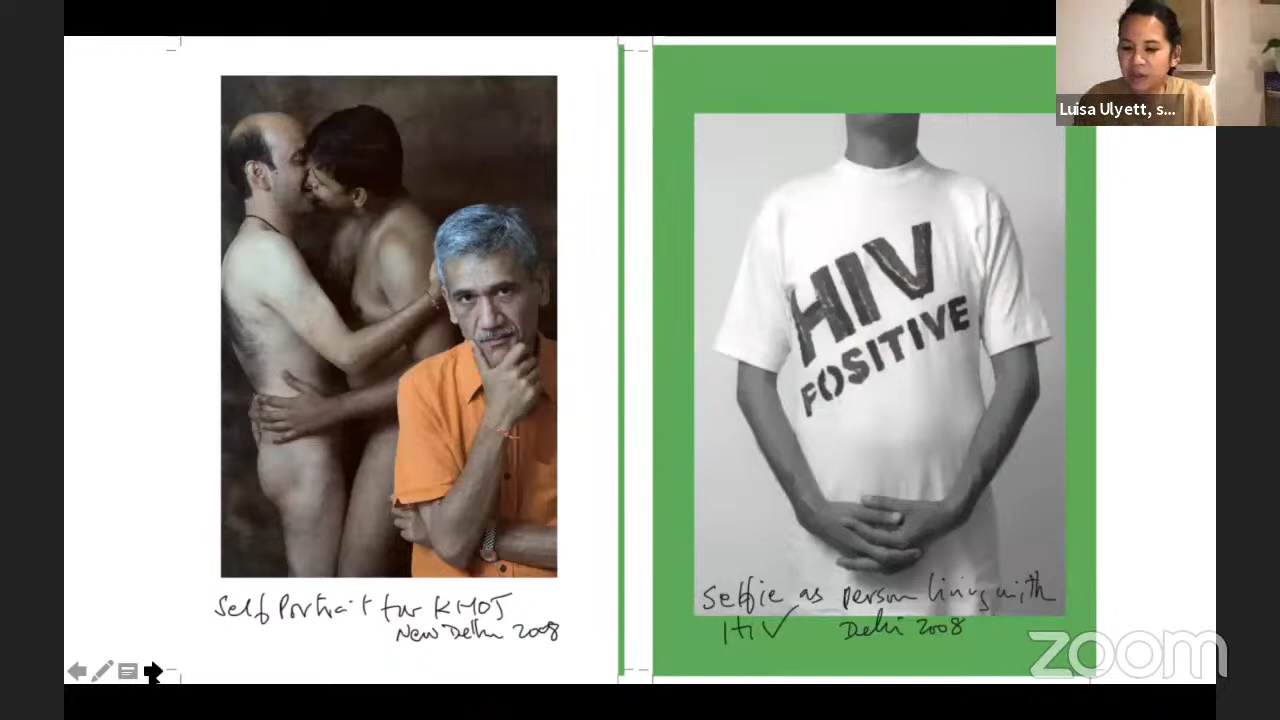 Luisa Ulyett, s...
HIV
POSITIVE
Self Portrait for KHOJ
New Delhi 2008
Selfie as person living with
HIV Delhi 2008
zoom